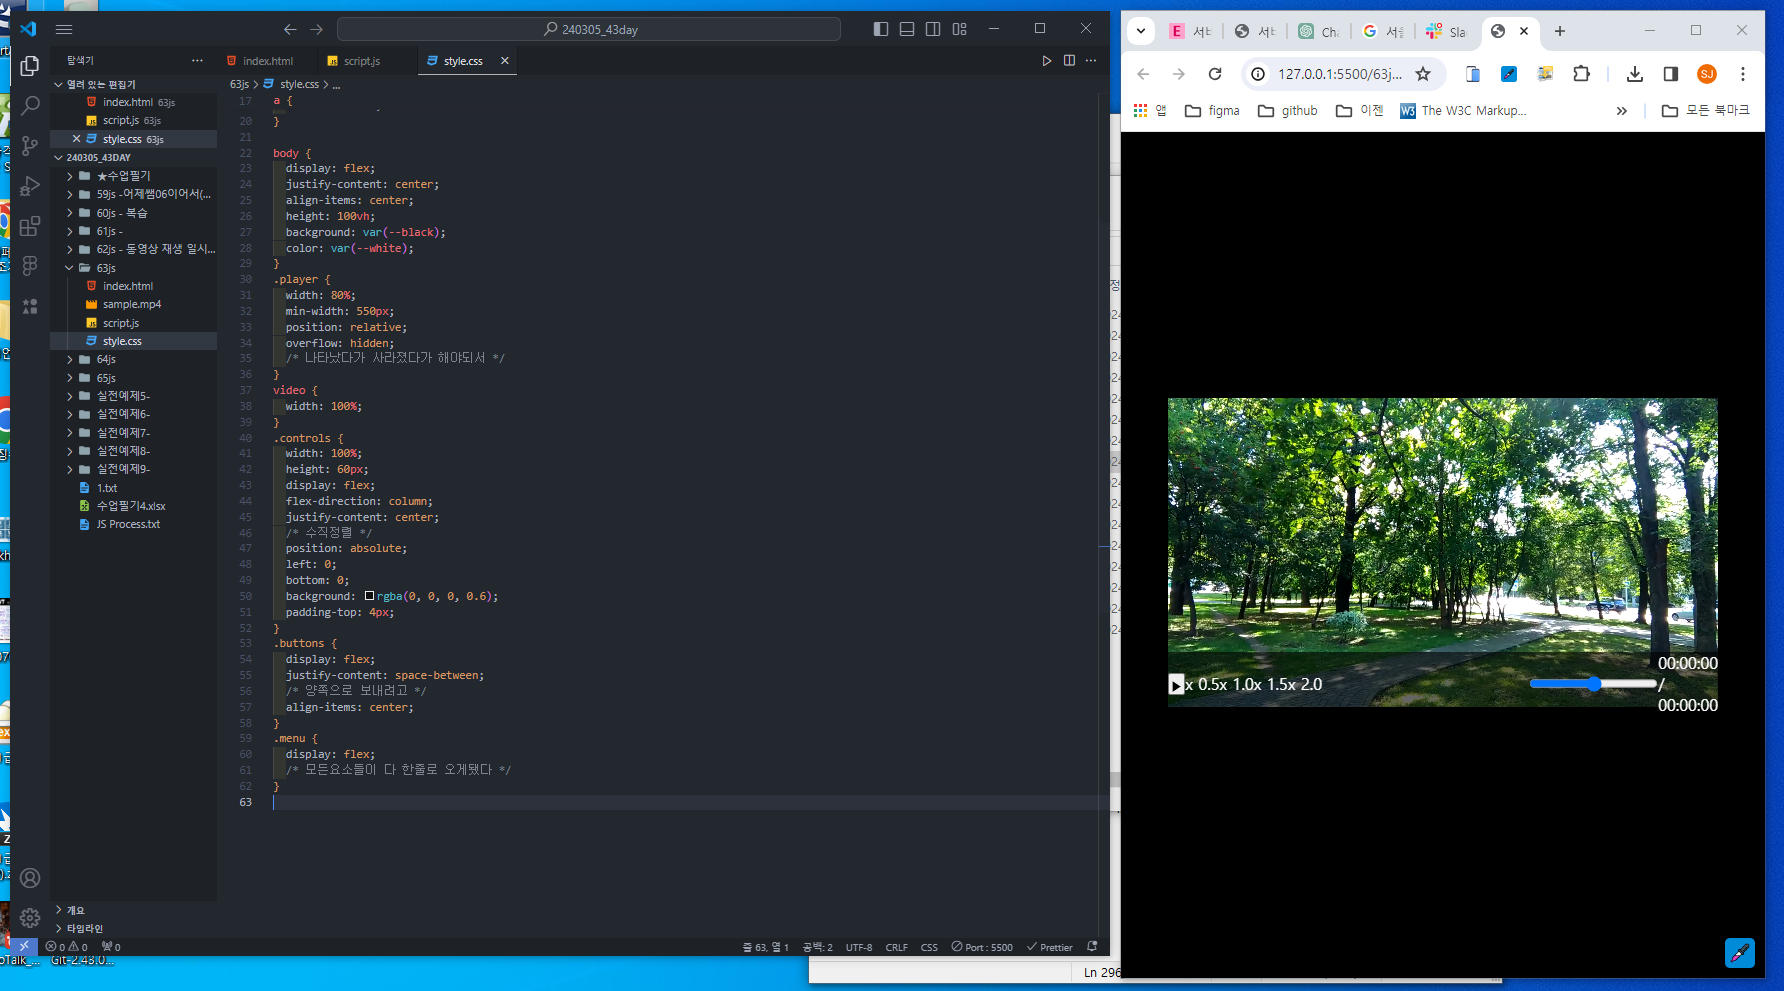 240305_43day
탐색기
열려 있는 편집기
index.html 63js
script.js 63js
style.css 63js
240305_43DAY
★수업필기
59js -어제쌤06이어서(...
60js - 복습
61js -
62js - 동영상 재생 일시...
63js
index.html
sample.mp4
script.js
style.css
64js
65js
실전예제5-
실전예제6-
실전예제7-
실전예제8-
실전예제9-
1.txt
수업필기4.xlsx
JS Process.txt
개요
타임라인
index.html
script.js
style.css
63js > style.css > ...
17 a {
20 }
21
22 body {
23 display: flex;
24 justify-content: center;
25 align-items: center;
26 height: 100vh;
27 background: var(--black);
28 color: var(--white);
29 }
30 .player {
31 width: 80%;
32 min-width: 550px;
33 position: relative;
34 overflow: hidden;
35 /* 나타났다가 사라졌다가 해야되서 */
36 }
37 video {
38 width: 100%;
39 }
40 .controls {
41 width: 100%;
42 height: 60px;
43 display: flex;
44 flex-direction: column;
45 justify-content: center;
46 /* 수직정렬 */
47 position: absolute;
48 left: 0;
49 bottom: 0;
50 background: rgba(0, 0, 0, 0.6);
51 padding-top: 4px;
52 }
53 .buttons {
54 display: flex;
55 justify-content: space-between;
56 /* 양쪽으로 보내려고 */
57 align-items: center;
58 }
59 .menu {
60 display: flex;
61 /* 모든요소들이 다 한줄로 오게됐다 */
62 }
63
0 0 0
줄 63, 열 1 공백: 2 UTF-8 CRLF CSS Port : 5500 Prettier
Git-2.43.0...
Ln 296
서비
서비
Cha
서울
Sla
127.0.0.1:5500/63j...
SJ
앱 figma github 이젠 The W3C Markup... 모든 북마크
00:00:00
x 0.5x 1.0x 1.5x 2.0 /
00:00:00